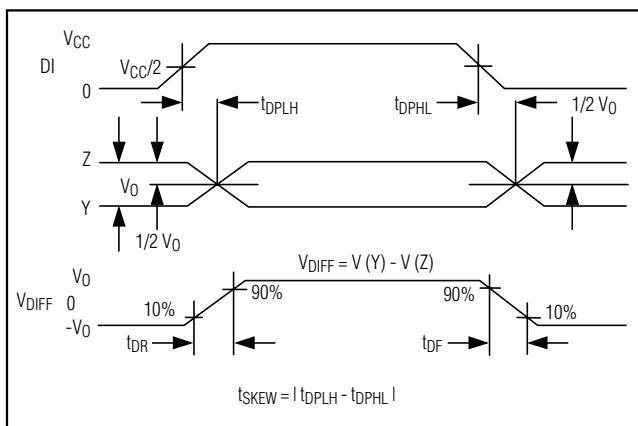 VCC
DI
VCC/2
0
tDPLH
tDPHL
1/2 VO
Z
VO
Y
1/2 VO
VO
VDIFF = V (Y) - V (Z)
VDIFF 0
10%
90%
90%
10%
-VO
tDR
tDF
tSKEW = | tDPLH - tDPHL |